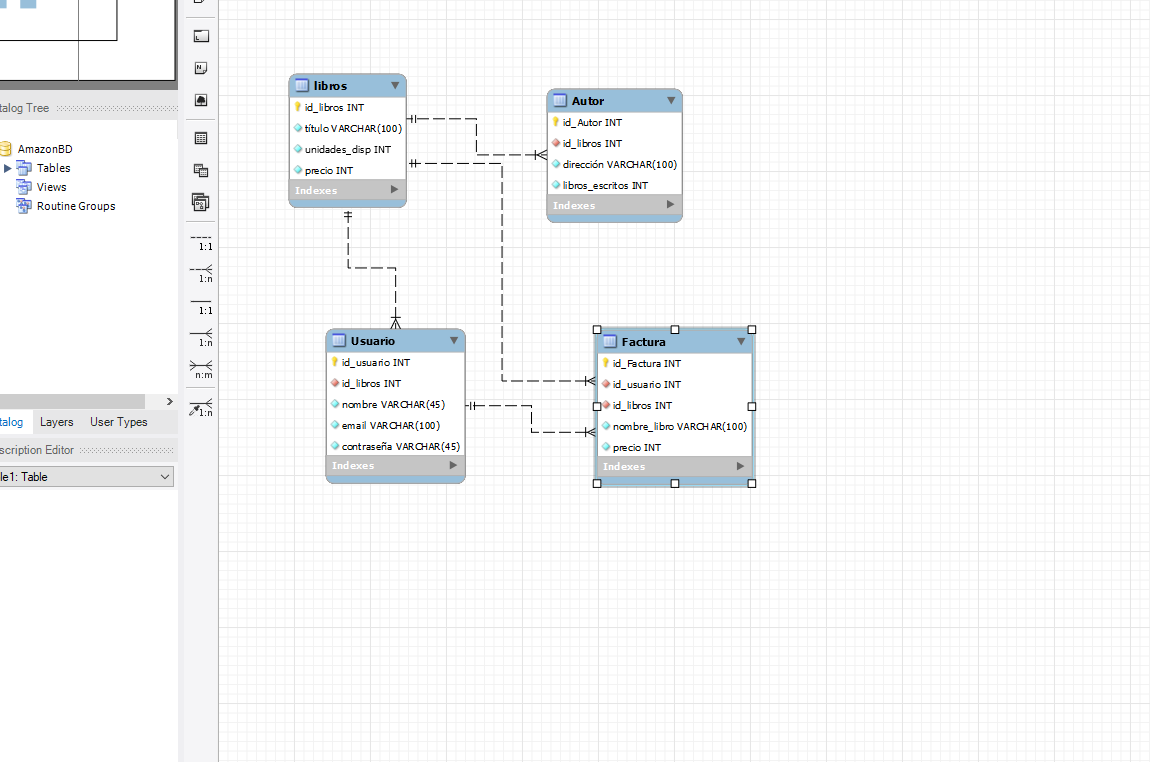 talog Tree
AmazonBD
Tables
Views
Routine Groups
talog
Layers
User Types
scription Editor
le1: Table
1:1
1:n
1:1
1:n
n:m
1:n
libros
id_libros INT
título VARCHAR(100)
unidades_disp INT
precio INT
Indexes
Autor
id_Autor INT
id_libros INT
dirección VARCHAR(100)
libros_escritos INT
Indexes
Usuario
id_usuario INT
id_libros INT
nombre VARCHAR(45)
email VARCHAR(100)
contraseña VARCHAR(45)
Indexes
Factura
id_Factura INT
id_usuario INT
id_libros INT
nombre_libro VARCHAR(100)
precio INT
Indexes